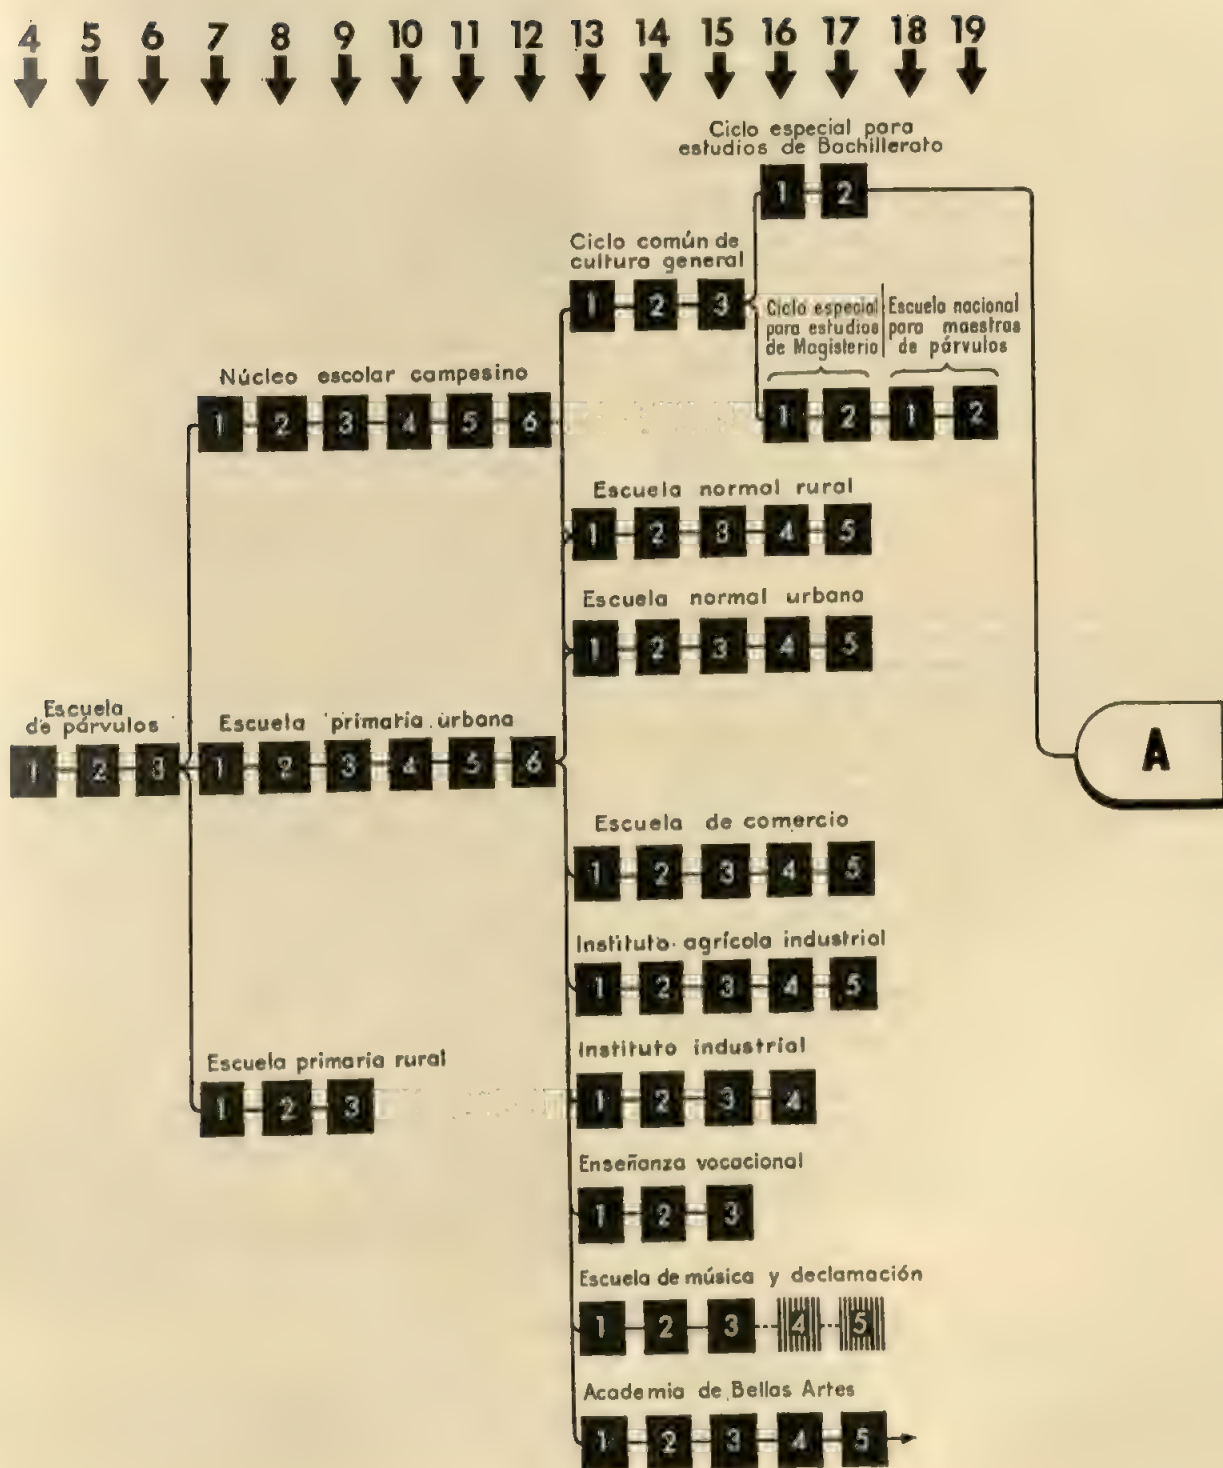 4 5 6 7 8 9 10 11 12 13 14 15 16 17 18 19
Ciclo especial para
estudios de Bachillerato
1 2
Ciclo común de
cultura general
1 2 3
Ciclo especial
para estudios
de Magisterio
Escuela nacional
para maestras
de párvulos
1 2 1 2
Núcleo escolar campesino
1 2 3 4 5 6
Escuela normal rural
1 2 3 4 5
Escuela normal urbana
1 2 3 4 5
Escuela
de párvulos
1 2 3
Escuela primaria urbana
1 2 3 4 5 6
A
Escuela de comercio
1 2 3 4 5
Instituto agrícola industrial
1 2 3 4 5
Escuela primaria rural
1 2 3
Instituto industrial
1 2 3 4
Enseñanza vocacional
1 2 3
Escuela de música y declamación
1 2 3 4 5
Academia de Bellas Artes
1 2 3 4 5